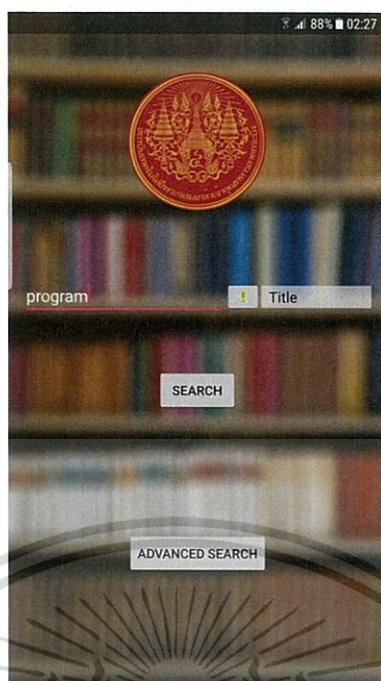 88% 02:27
program
Title
SEARCH
ADVANCED SEARCH